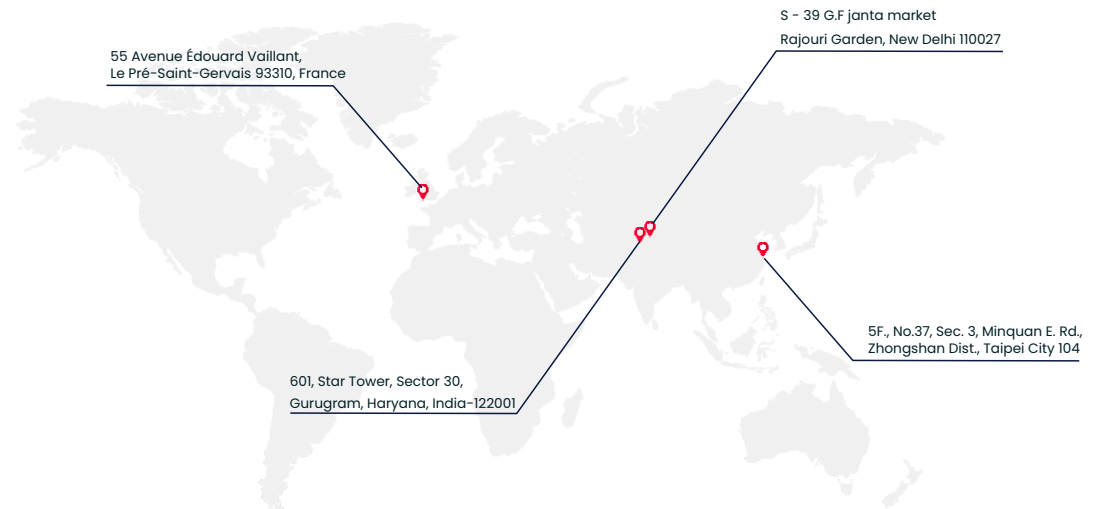 S - 39 G.F janta market
Rajouri Garden, New Delhi 110027
55 Avenue Édouard Vaillant,
Le Pré-Saint-Gervais 93310, France
5F., No.37, Sec. 3, Minquan E. Rd.,
Zhongshan Dist., Taipei City 104
601, Star Tower, Sector 30,
Gurugram, Haryana, India-122001